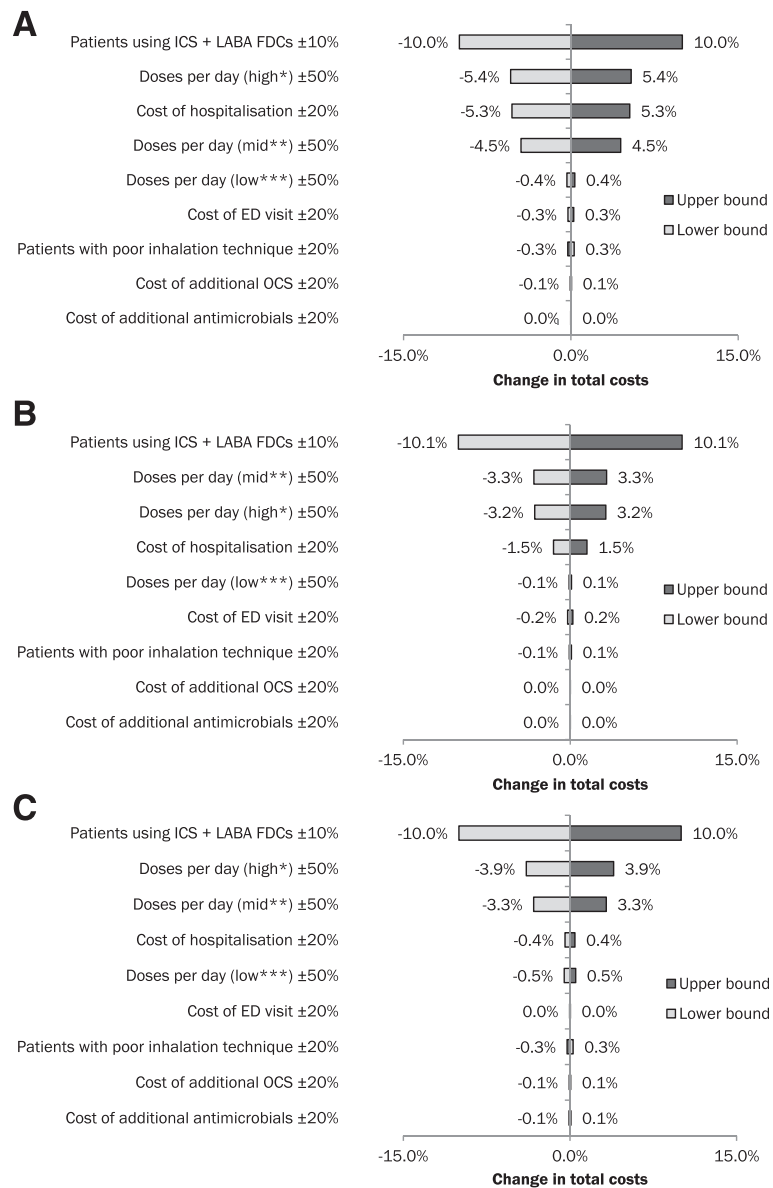 A
Patients using ICS + LABA FDCs ±10% -10.0% 10.0%
Doses per day (high*) ±50% -5.4% 5.4%
Cost of hospitalisation ±20% -5.3% 5.3%
Doses per day (mid**) ±50% -4.5% 4.5%
Doses per day (low***) ±50% -0.4% 0.4%
Upper bound
Cost of ED visit ±20% -0.3% 0.3%
Lower bound
Patients with poor inhalation technique ±20% -0.3% 0.3%
Cost of additional OCS ±20% -0.1% 0.1%
Cost of additional antimicrobials ±20% 0.0% 0.0%
-15.0% 0.0% 15.0%
Change in total costs
B
Patients using ICS + LABA FDCs ±10% -10.1% 10.1%
Doses per day (mid**) ±50% -3.3% 3.3%
Doses per day (high*) ±50% -3.2% 3.2%
Cost of hospitalisation ±20% -1.5% 1.5%
Doses per day (low***) ±50% -0.1% 0.1%
Upper bound
Cost of ED visit ±20% -0.2% 0.2%
Lower bound
Patients with poor inhalation technique ±20% -0.1% 0.1%
Cost of additional OCS ±20% 0.0% 0.0%
Cost of additional antimicrobials ±20% 0.0% 0.0%
-15.0% 0.0% 15.0%
Change in total costs
C
Patients using ICS + LABA FDCs ±10% -10.0% 10.0%
Doses per day (high*) ±50% -3.9% 3.9%
Doses per day (mid**) ±50% -3.3% 3.3%
Cost of hospitalisation ±20% -0.4% 0.4%
Doses per day (low***) ±50% -0.5% 0.5%
Upper bound
Cost of ED visit ±20% 0.0% 0.0%
Lower bound
Patients with poor inhalation technique ±20% -0.3% 0.3%
Cost of additional OCS ±20% -0.1% 0.1%
Cost of additional antimicrobials ±20% -0.1% 0.1%
-15.0% 0.0% 15.0%
Change in total costs